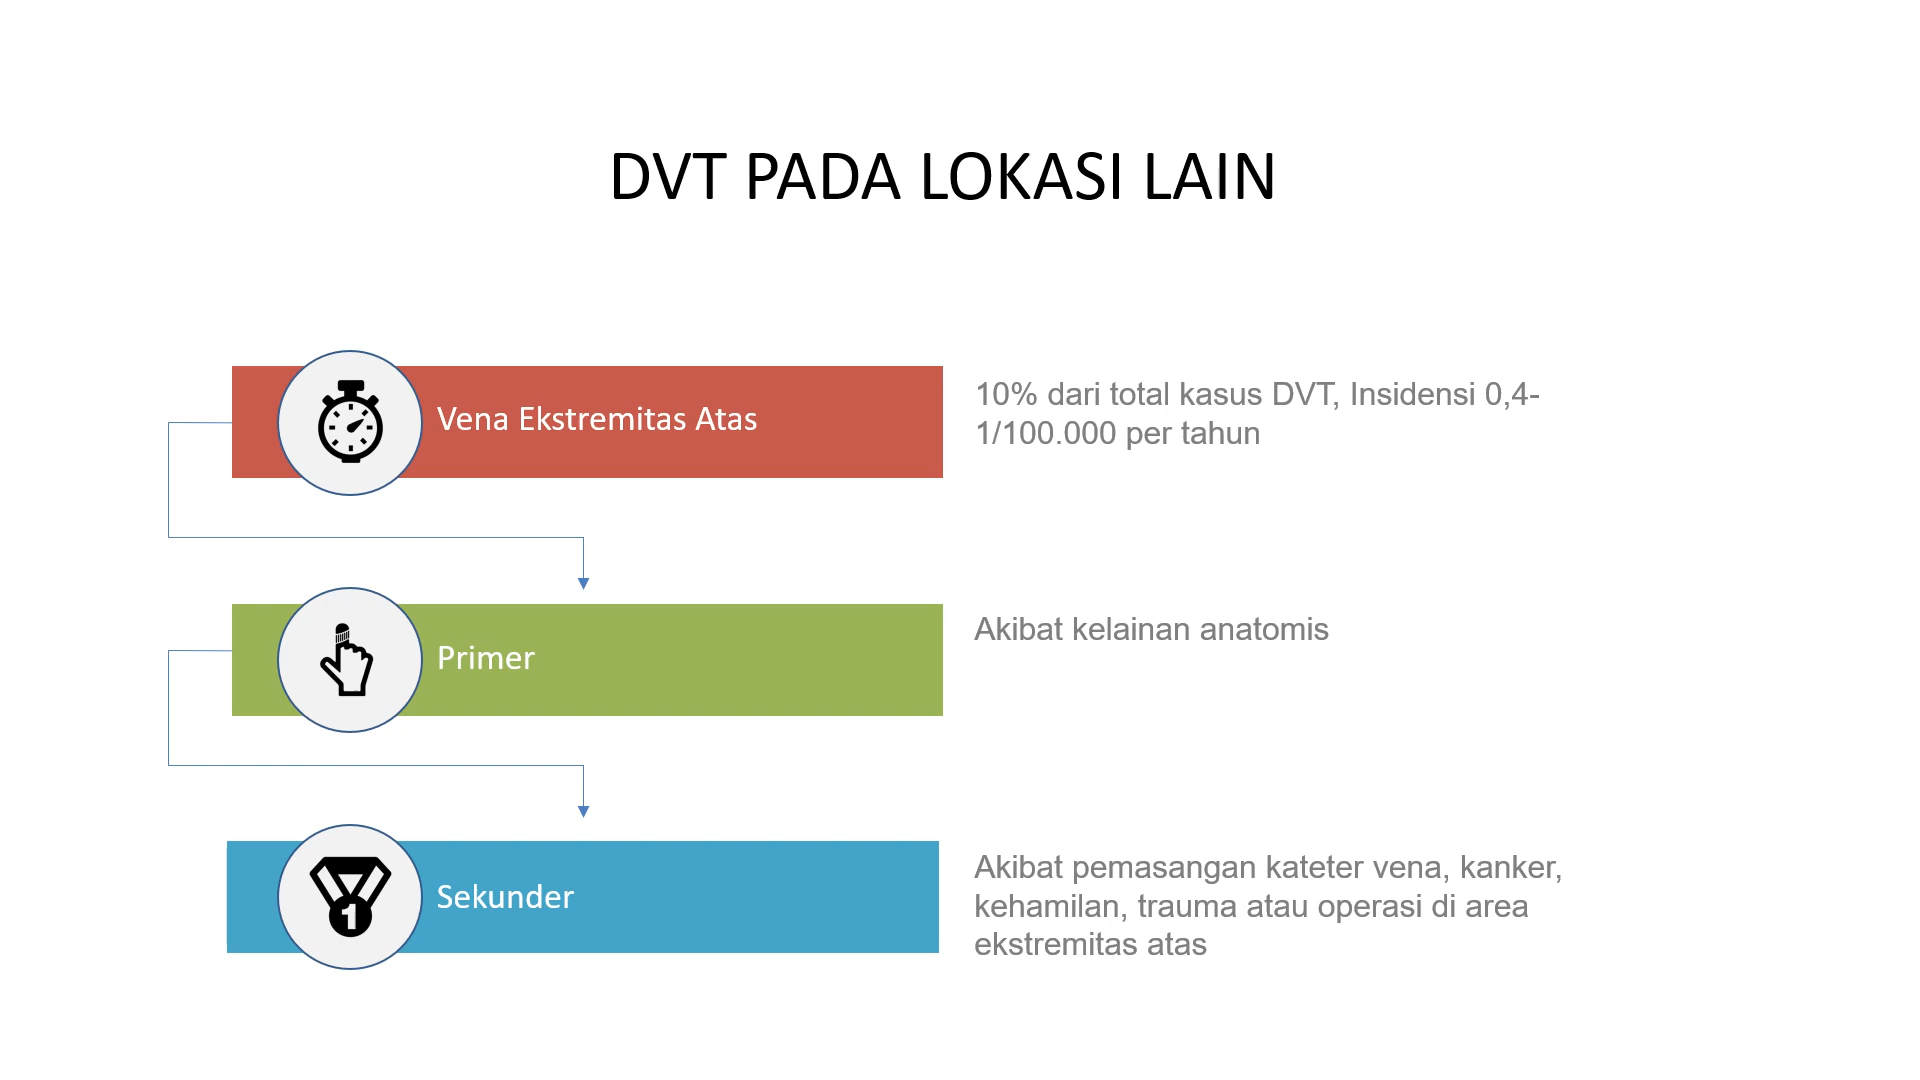 DVT PADA LOKASI LAIN
Vena Ekstremitas Atas
10% dari total kasus DVT, Insidensi 0,4-
1/100.000 per tahun
Primer
Akibat kelainan anatomis
1
Sekunder
Akibat pemasangan kateter vena, kanker,
kehamilan, trauma atau operasi di area
ekstremitas atas